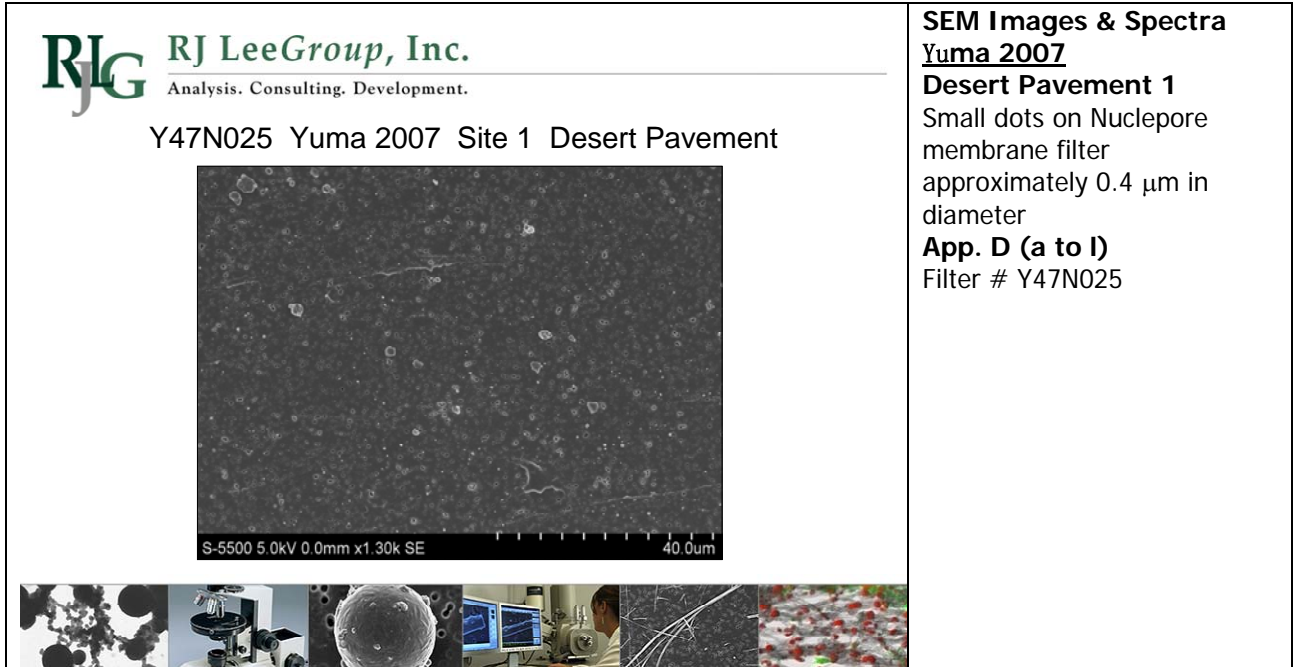 RJLG RJ LeeGroup, Inc.
Analysis. Consulting. Development.
Y47N025 Yuma 2007 Site 1 Desert Pavement
S-5500 5.0kV 0.0mm x1.30k SE 40.0um
SEM Images & Spectra
Yuma 2007
Desert Pavement 1
Small dots on Nuclepore
membrane filter
approximately 0.4 μm in
diameter
App. D (a to l)
Filter # Y47N025